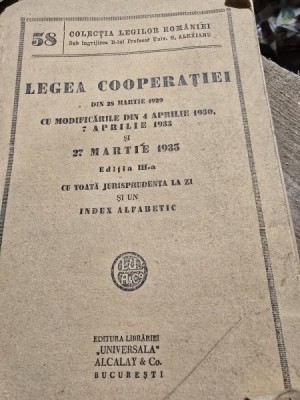 58
COLECȚIA LEGILOR ROMÂNIEI
Sub îngrijirea D-lui Profesor Univ. G. ALEXIANU
LEGEA COOPERAȚIEI
DIN 28 MARTIE 1929
CU MODIFICĂRILE DIN 4 APRILIE 1930,
7 APRILIE 1933
ȘI
27 MARTIE 1935
Ediția III-a
CU TOATĂ JURISPRUDENȚA LA ZI
ȘI UN
INDEX ALFABETIC
EDITURA LIBRĂRIEI
„UNIVERSALA"
ALCALAY & Co.
BUCUREȘTI